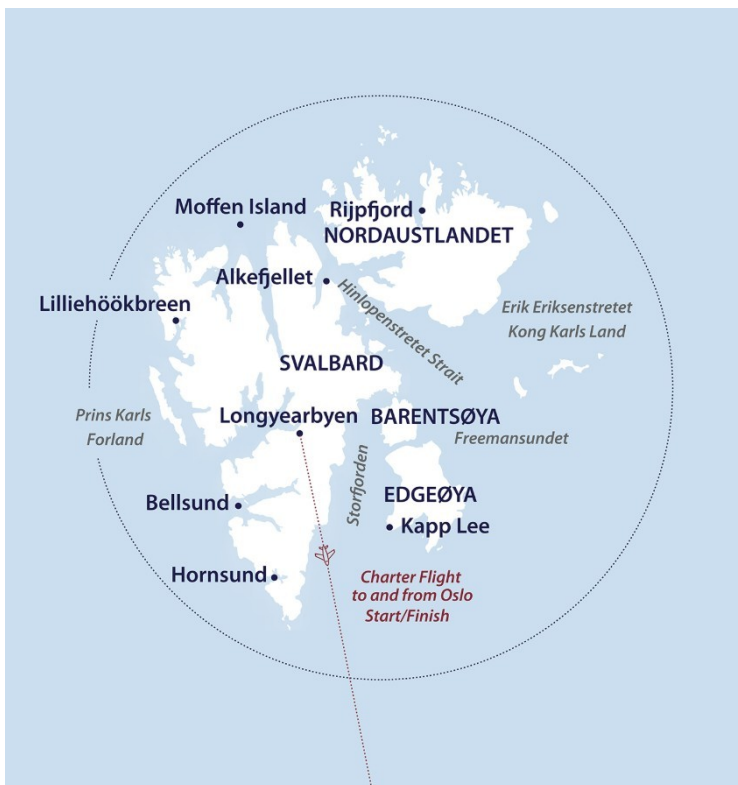 Moffen Island
Rijpfjord
NORDAUSTLANDET
Alkefjellet
Hinlopenstretet Strait
Lilliehöökbreen
Erik Eriksenstretet
Kong Karls Land
SVALBARD
Prins Karls
Forland
Longyearbyen
BARENTSØYA
Freemansundet
Storfjorden
EDGEØYA
Bellsund
Kapp Lee
Hornsund
Charter Flight
to and from Oslo
Start/Finish